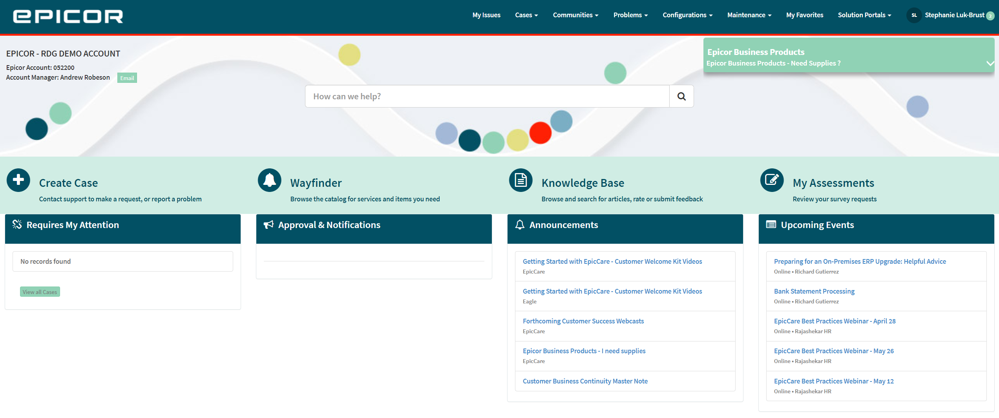 EPICOR
My Issues
Cases
Communities
Problems
Configurations
Maintenance
My Favorites
Solution Portals
SL
Stephanie Luk-Brust
2
EPICOR - RDG DEMO ACCOUNT
Epicor Account: 052200
Account Manager: Andrew Robeson
Email
Epicor Business Products
Epicor Business Products - Need Supplies ?
How can we help?
Create Case
Contact support to make a request, or report a problem
Wayfinder
Browse the catalog for services and items you need
Knowledge Base
Browse and search for articles, rate or submit feedback
My Assessments
Review your survey requests
Requires My Attention
No records found
View all Cases
Approval & Notifications
Announcements
Getting Started with EpicCare - Customer Welcome Kit Videos
EpicCare
Getting Started with EpicCare - Customer Welcome Kit Videos
Eagle
Forthcoming Customer Success Webcasts
EpicCare
Epicor Business Products - I need supplies
EpicCare
Customer Business Continuity Master Note
Upcoming Events
Preparing for an On-Premises ERP Upgrade: Helpful Advice
Online • Richard Gutierrez
Bank Statement Processing
Online • Richard Gutierrez
EpicCare Best Practices Webinar - April 28
Online • Rajashekar HR
EpicCare Best Practices Webinar - May 26
Online • Rajashekar HR
EpicCare Best Practices Webinar - May 12
Online • Rajashekar HR